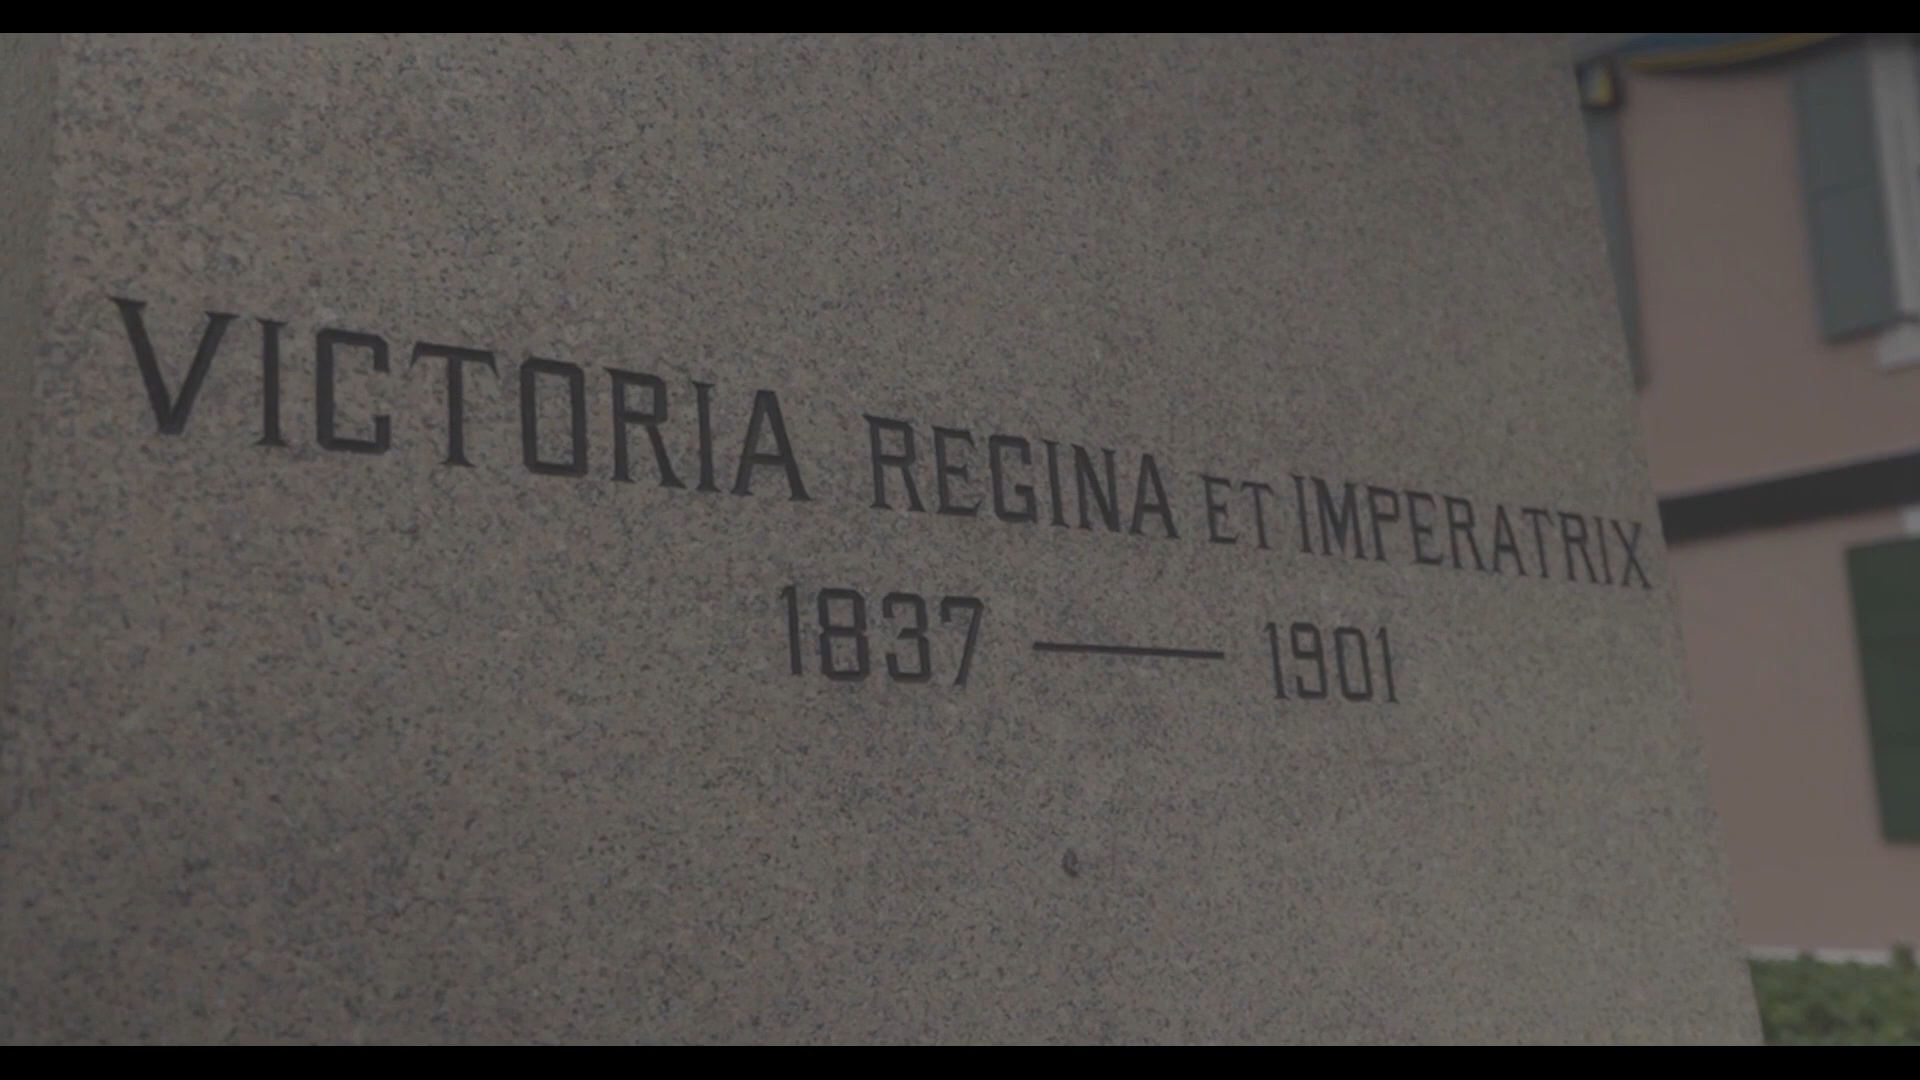 VICTORIA REGINA ET IMPERATRIX
1837 — 1901